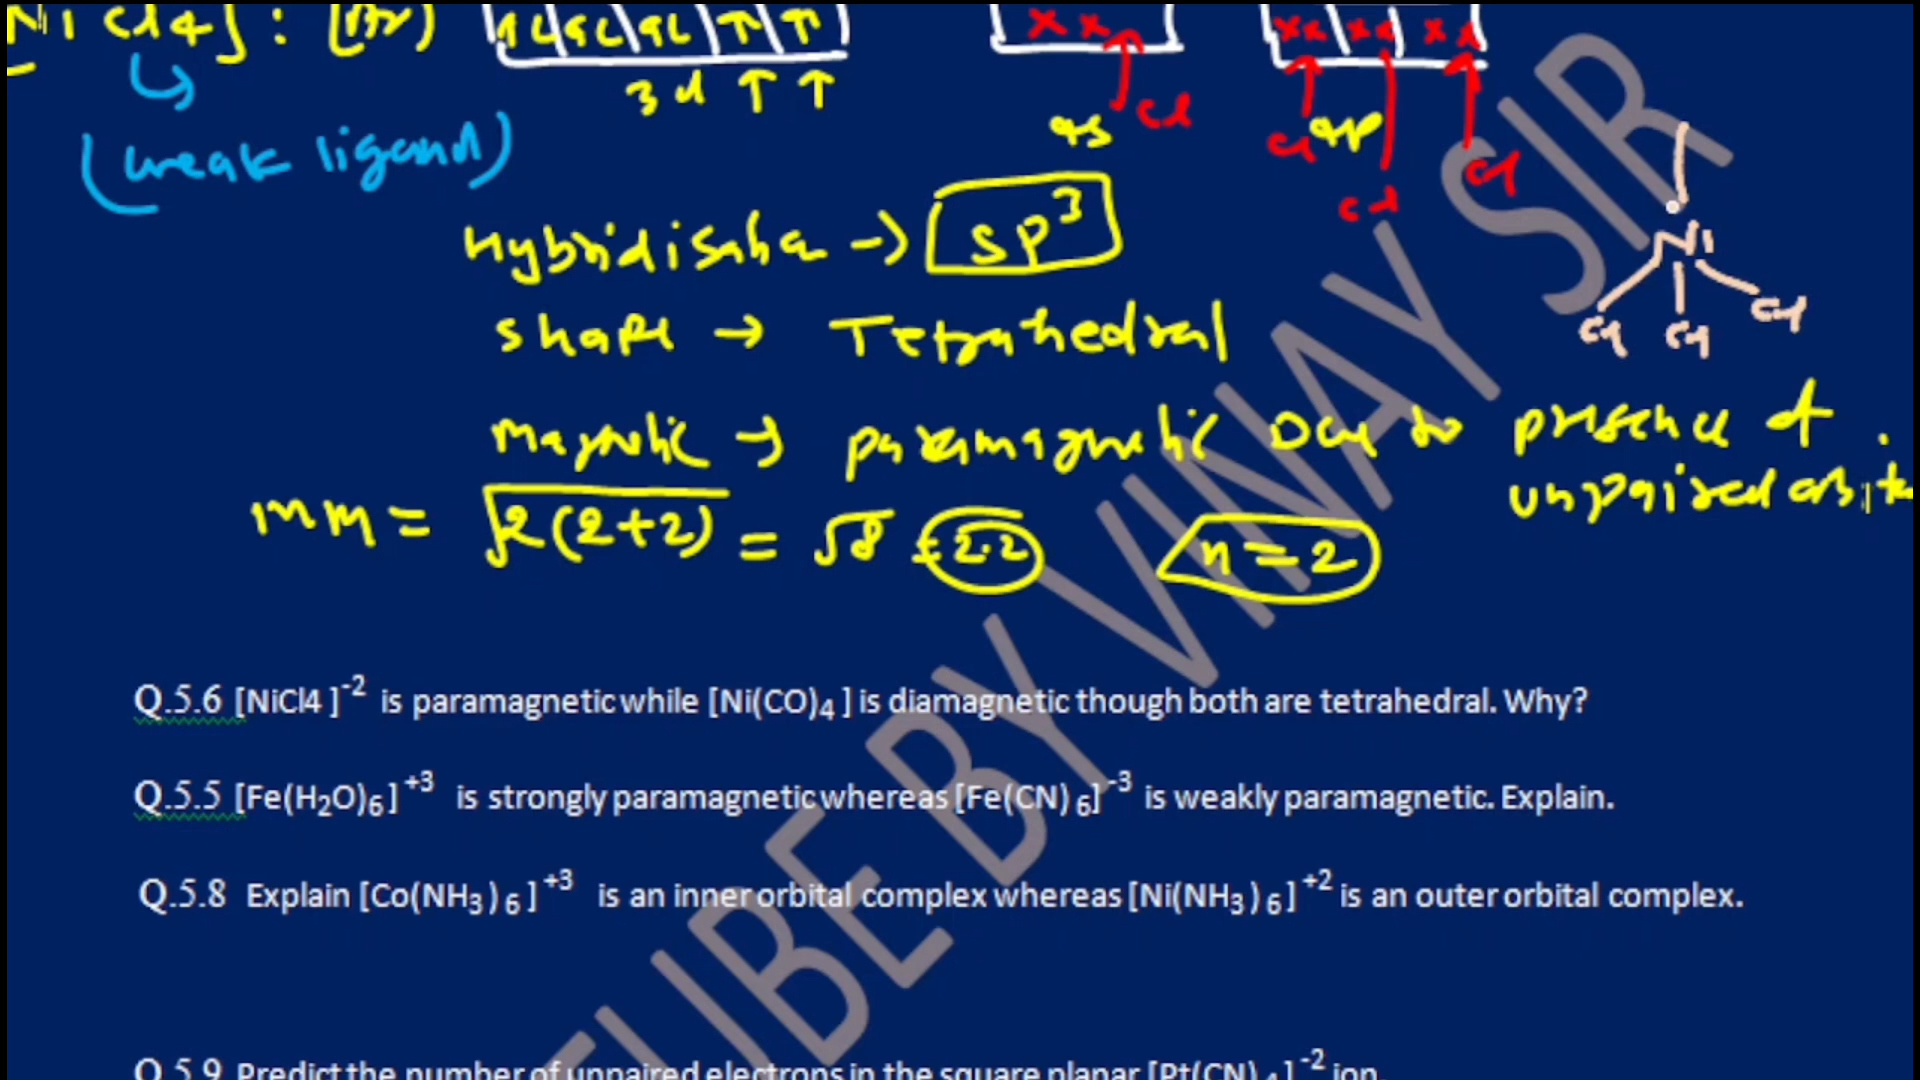 NiCl4] : [Ar]
3d ↑ ↑
4s
Cl
Cl 4p
Cl
Cl
(weak ligand)
Hybridisation → sp³
Shape → Tetrahedral
Ni
Cl Cl Cl
Magnetic → paramagnetic Due to presence of
unpaired
MM = √2(2+2) = √8 = 2.2 n = 2
Q.5.6 [NiCl4 ]⁻² is paramagnetic while [Ni(CO)₄ ] is diamagnetic though both are tetrahedral. Why?
Q.5.5 [Fe(H₂O)₆] ⁺³ is strongly paramagnetic whereas [Fe(CN) ₆] ⁻³ is weakly paramagnetic. Explain.
Q.5.8 Explain [Co(NH₃ ) ₆ ] ⁺³ is an inner orbital complex whereas [Ni(NH₃ ) ₆ ] ⁺² is an outer orbital complex.
Q.5.9 Predict the number of unpaired electrons in the square planar [Pt(CN) ₄ ] ⁻² ion.
TUBE BY VINAY SIR